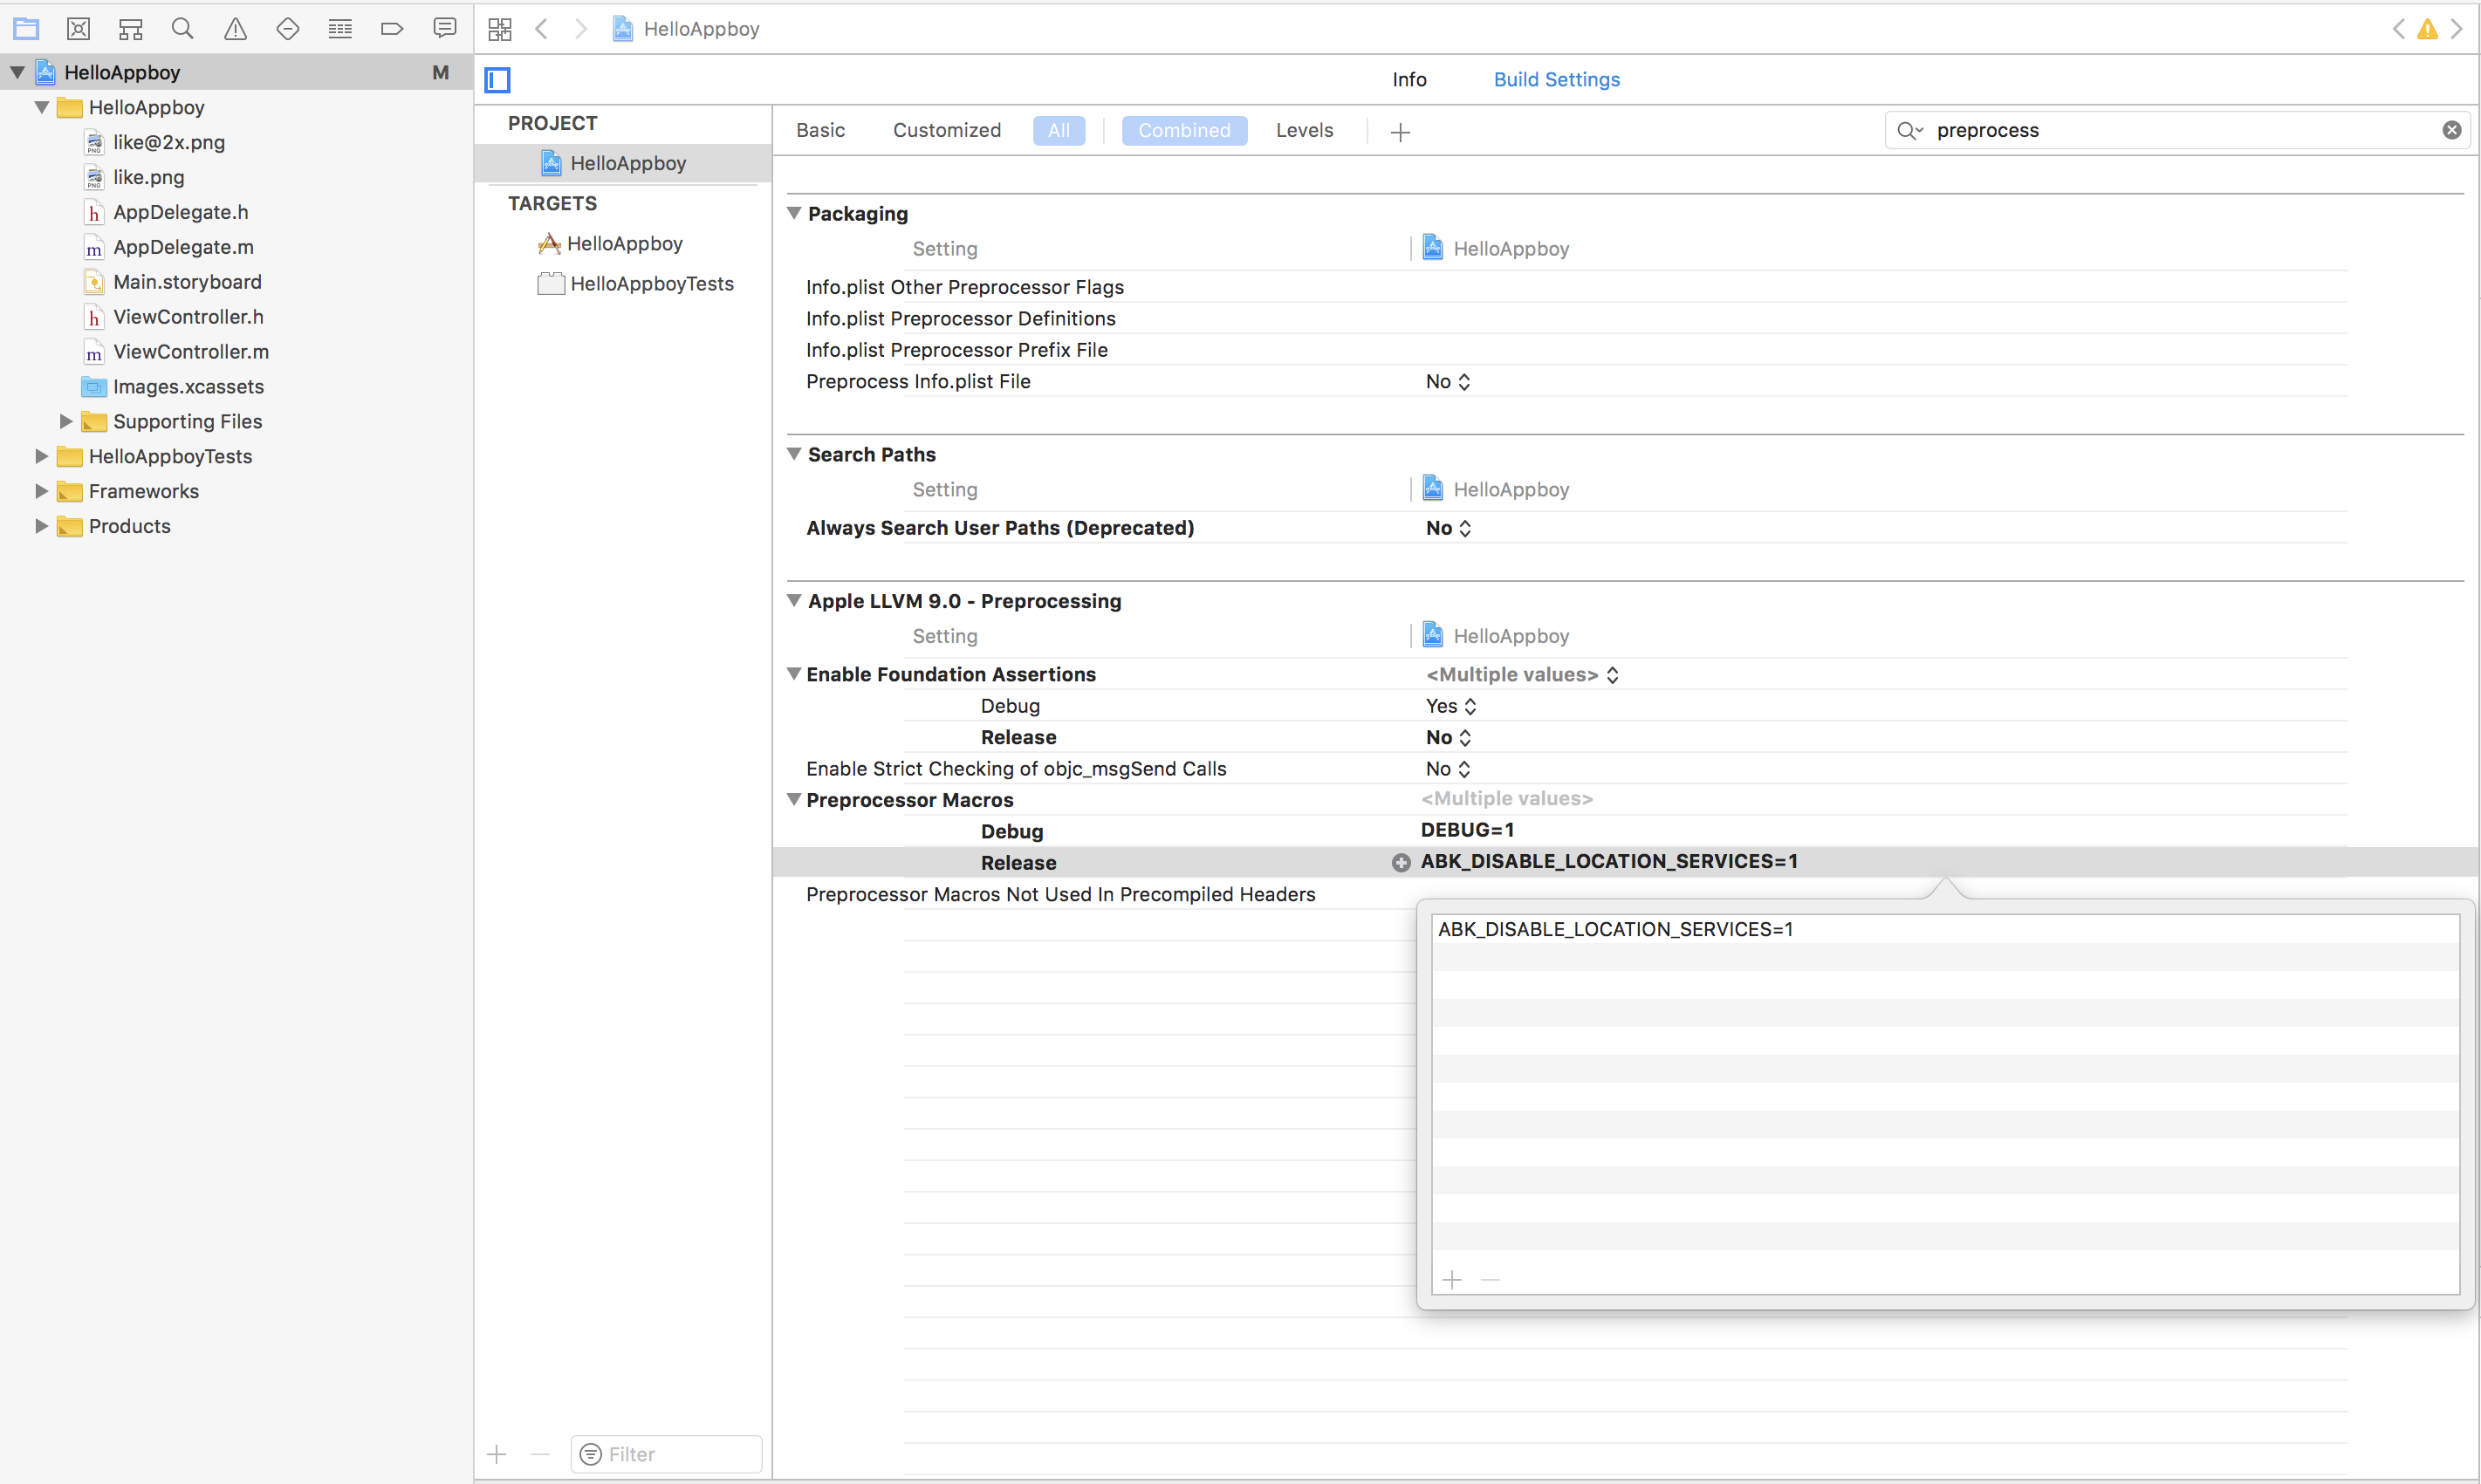 HelloAppboy
HelloAppboy M
Info Build Settings
HelloAppboy
like@2x.png
like.png
AppDelegate.h
AppDelegate.m
Main.storyboard
ViewController.h
ViewController.m
Images.xcassets
Supporting Files
HelloAppboyTests
Frameworks
Products
PROJECT
HelloAppboy
TARGETS
HelloAppboy
HelloAppboyTests
Filter
Basic Customized All Combined Levels preprocess
Packaging
Setting HelloAppboy
Info.plist Other Preprocessor Flags
Info.plist Preprocessor Definitions
Info.plist Preprocessor Prefix File
Preprocess Info.plist File No
Search Paths
Setting HelloAppboy
Always Search User Paths (Deprecated) No
Apple LLVM 9.0 - Preprocessing
Setting HelloAppboy
Enable Foundation Assertions <Multiple values>
Debug Yes
Release No
Enable Strict Checking of objc_msgSend Calls No
Preprocessor Macros <Multiple values>
Debug DEBUG=1
Release ABK_DISABLE_LOCATION_SERVICES=1
Preprocessor Macros Not Used In Precompiled Headers
ABK_DISABLE_LOCATION_SERVICES=1